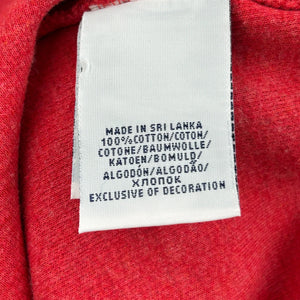 MADE IN SRI LANKA
100% COTTON/COTON/
COTONE/BAUMWOLLE/
KATOEN/BOMULD/
ALGODÓN/ALGODÃO/
ХЛОПОК
EXCLUSIVE OF DECORATION